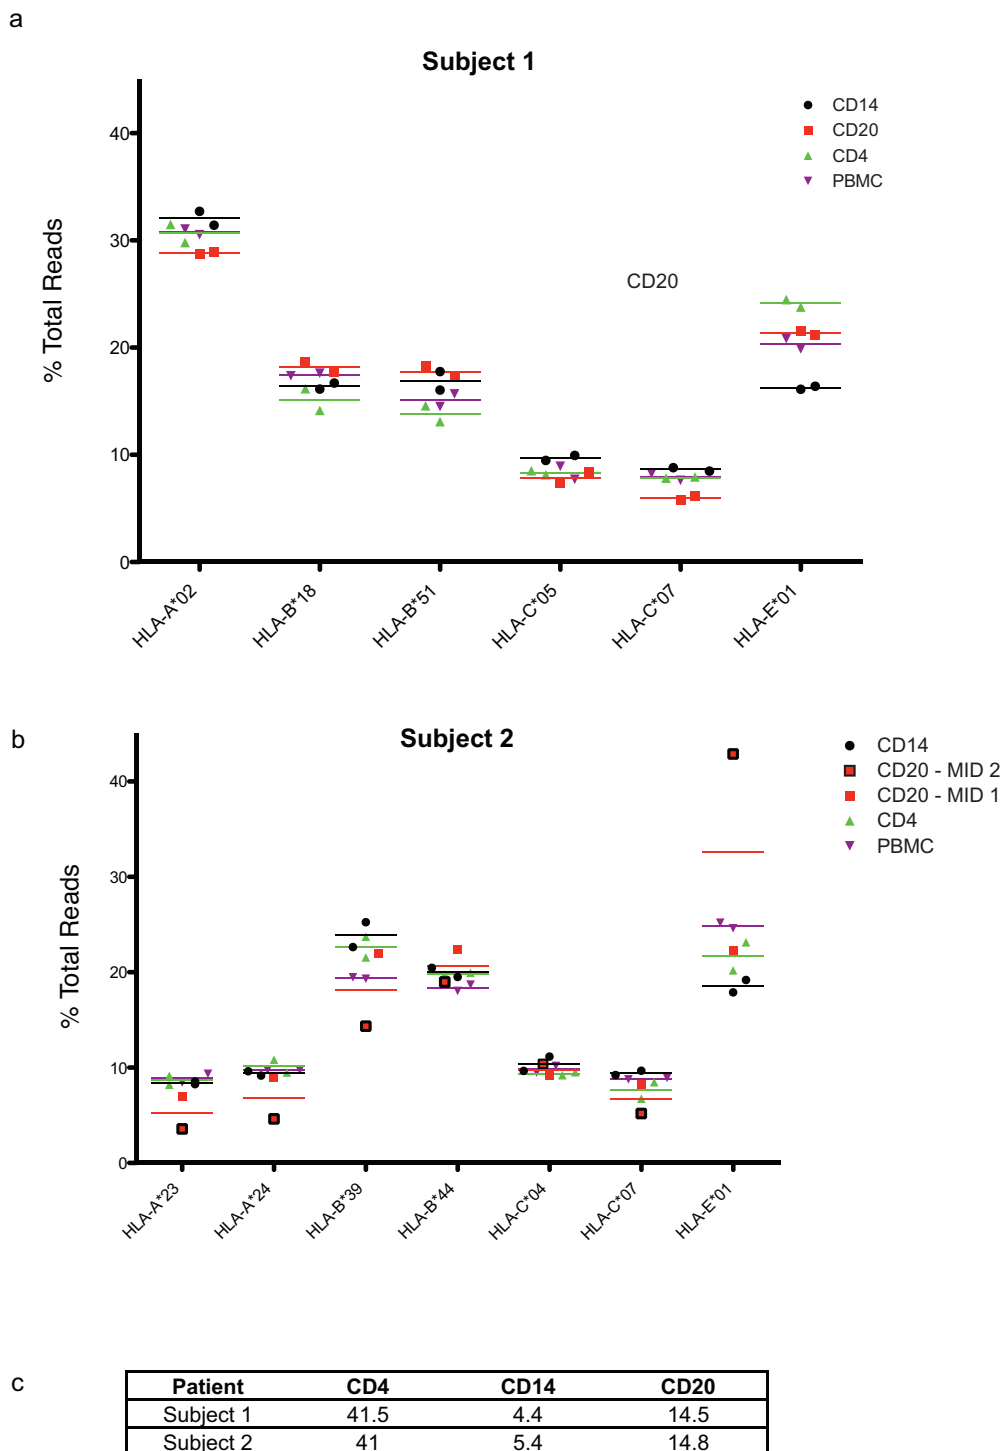 a
Subject 1
CD14
CD20
CD4
PBMC
% Total Reads
40
30
20
10
0
CD20
HLA-A*02
HLA-B*18
HLA-B*51
HLA-C*05
HLA-C*07
HLA-E*01
b
Subject 2
CD14
CD20 - MID 2
CD20 - MID 1
CD4
PBMC
% Total Reads
40
30
20
10
0
HLA-A*23
HLA-A*24
HLA-B*39
HLA-B*44
HLA-C*04
HLA-C*07
HLA-E*01
c
Patient CD4 CD14 CD20
Subject 1 41.5 4.4 14.5
Subject 2 41 5.4 14.8